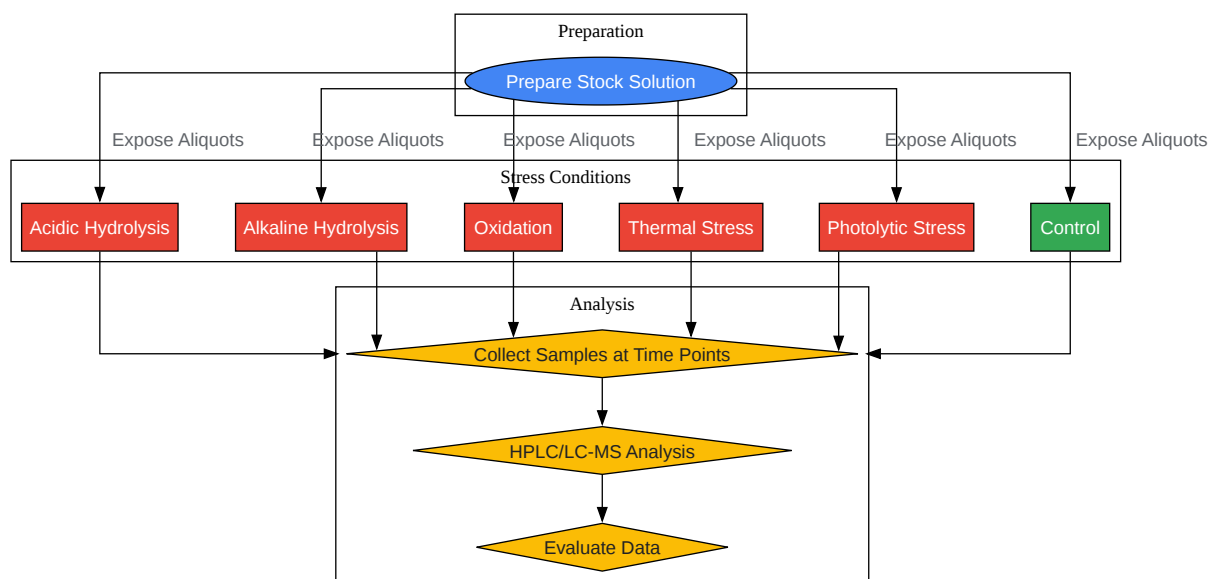 Preparation
Prepare Stock Solution
Expose Aliquots
Expose Aliquots
Expose Aliquots
Expose Aliquots
Expose Aliquots
Expose Aliquots
Stress Conditions
Acidic Hydrolysis
Alkaline Hydrolysis
Oxidation
Thermal Stress
Photolytic Stress
Control
Analysis
Collect Samples at Time Points
HPLC/LC-MS Analysis
Evaluate Data